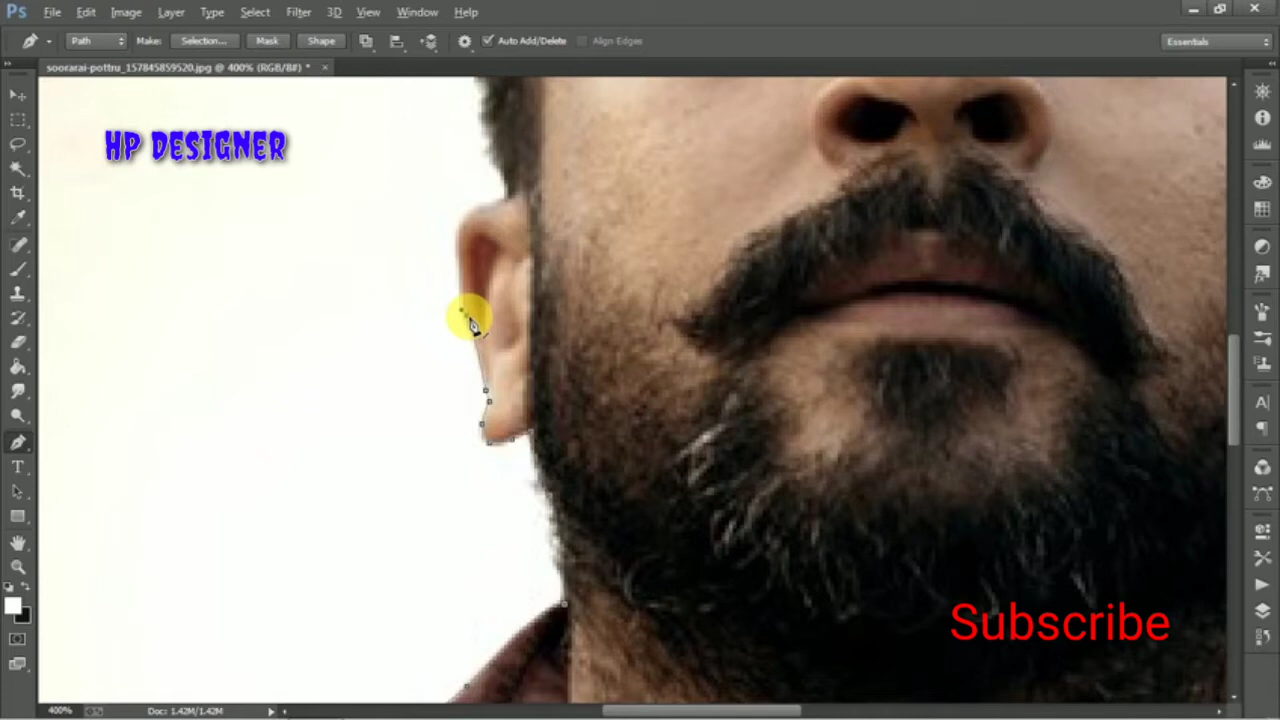 Ps File Edit Image Layer Type Select Filter 3D View Window Help
Path Make: Selection... Mask Shape Auto Add/Delete Align Edges Essentials
soorarai-pottru_157845859520.jpg @ 400% (RGB/8#) *
HP DESIGNER
Subscribe
400% Doc: 1.42M/1.42M